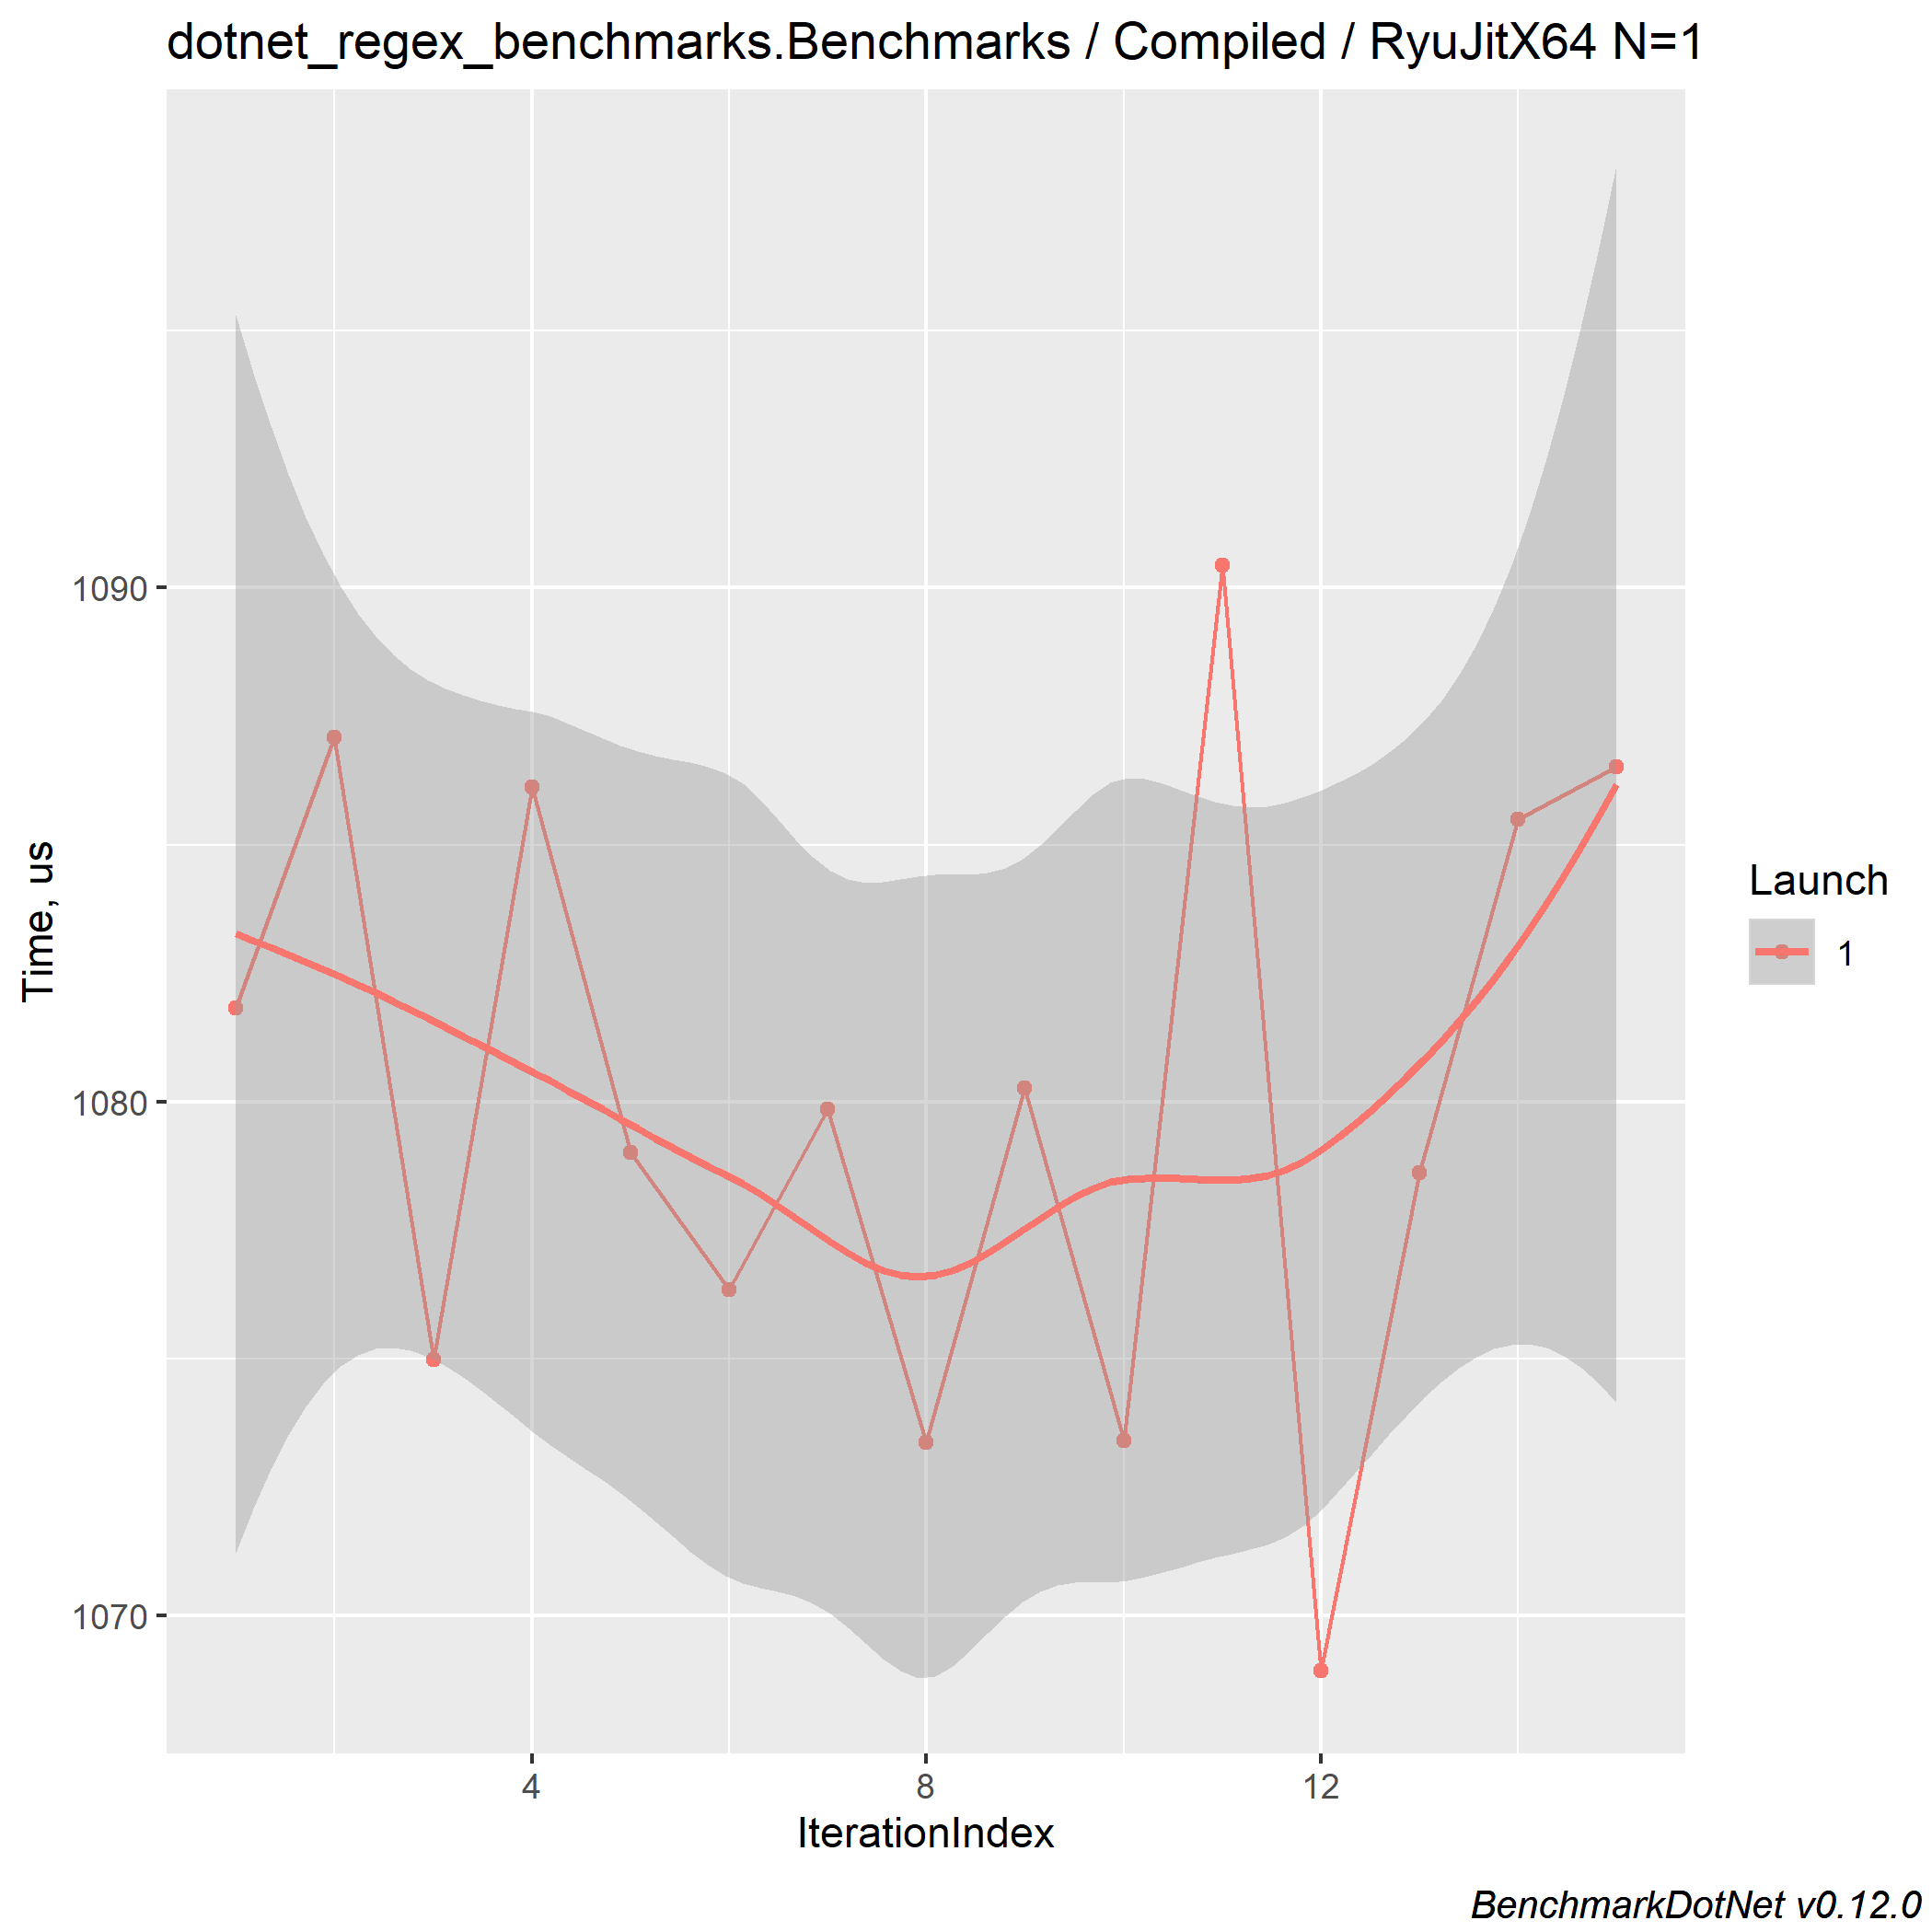 dotnet_regex_benchmarks.Benchmarks / Compiled / RyuJitX64 N=1
Time, us
1090
1080
1070
4 8 12
IterationIndex
Launch
1
BenchmarkDotNet v0.12.0